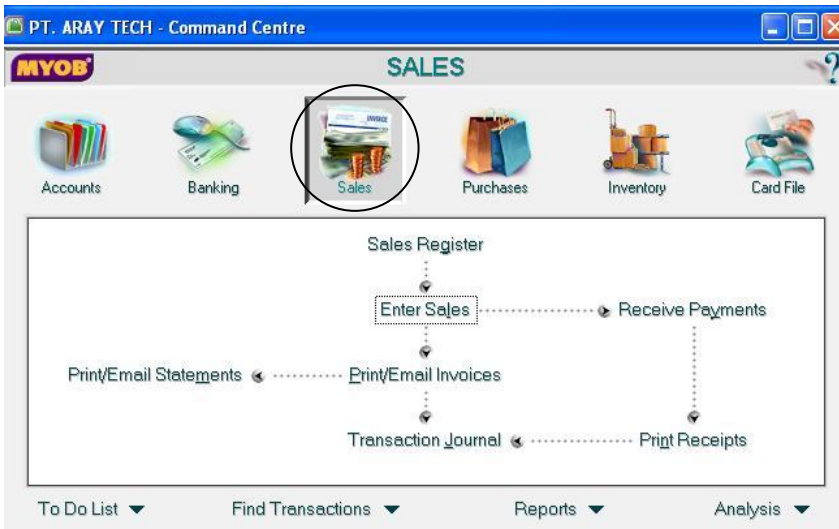 PT. ARAY TECH - Command Centre
MYOB SALES ?
INVOICE
Accounts Banking Sales Purchases Inventory Card File
Sales Register
Enter Sales Receive Payments
Print/Email Statements Print/Email Invoices
Transaction Journal Print Receipts
To Do List Find Transactions Reports Analysis